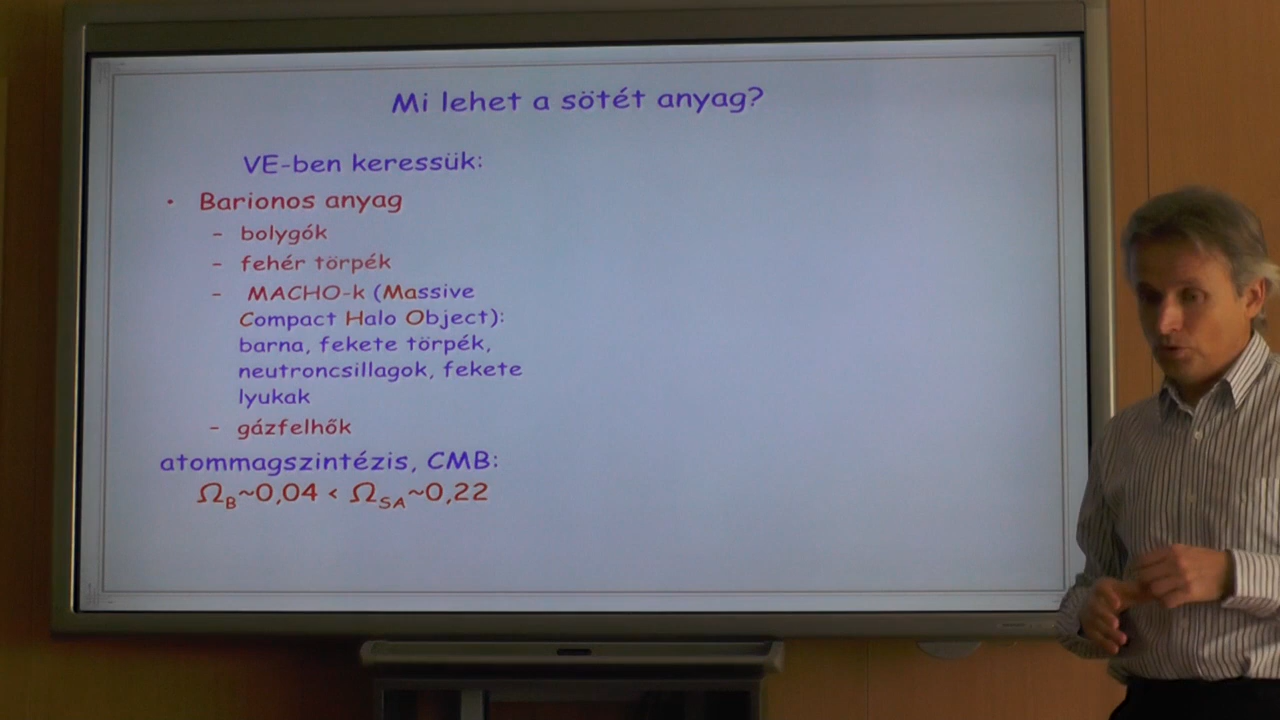 Mi lehet a sötét anyag?
VE-ben keressük:
• Barionos anyag
– bolygók
– fehér törpék
– MACHO-k (Massive
Compact Halo Object):
barna, fekete törpék,
neutroncsillagok, fekete
lyukak
– gázfelhők
atommagszintézis, CMB:
Ω_B~0,04 < Ω_SA~0,22